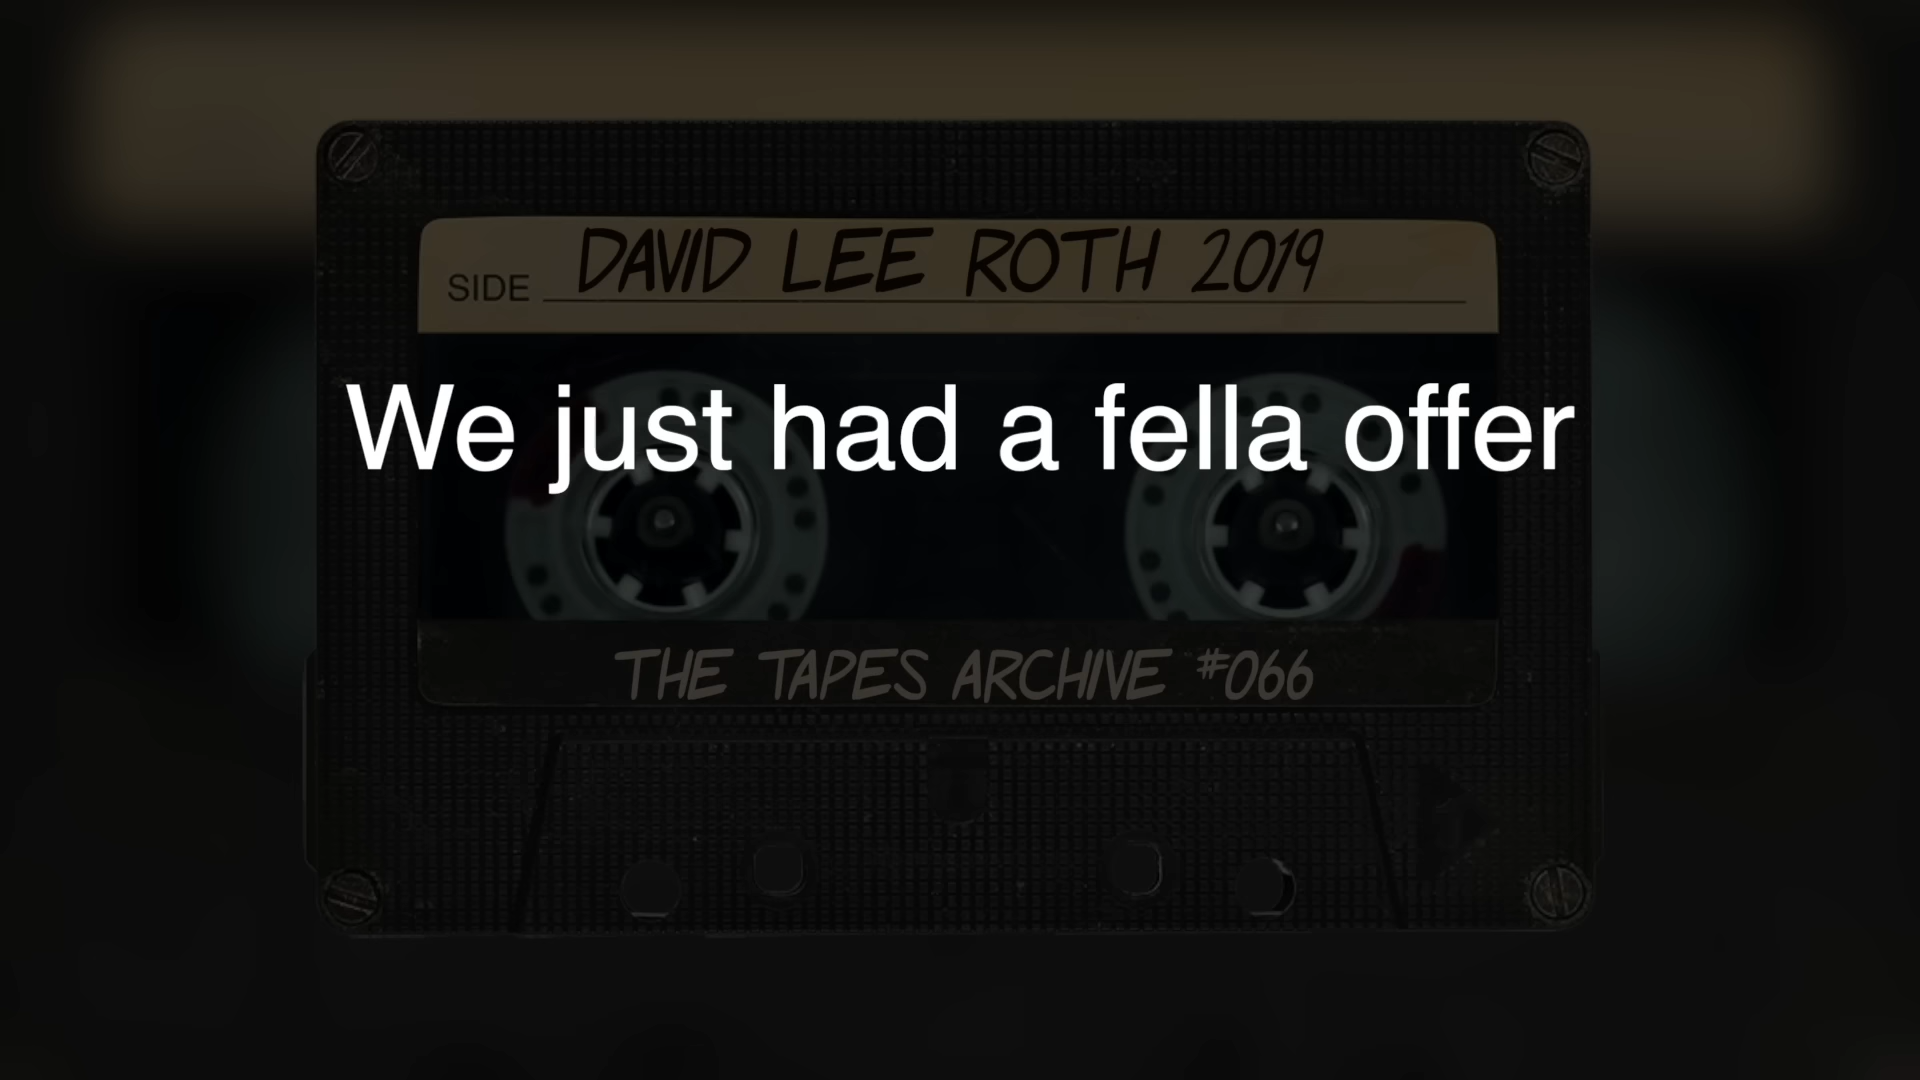 SIDE DAVID LEE ROTH 2019
We just had a fella offer
THE TAPES ARCHIVE #066